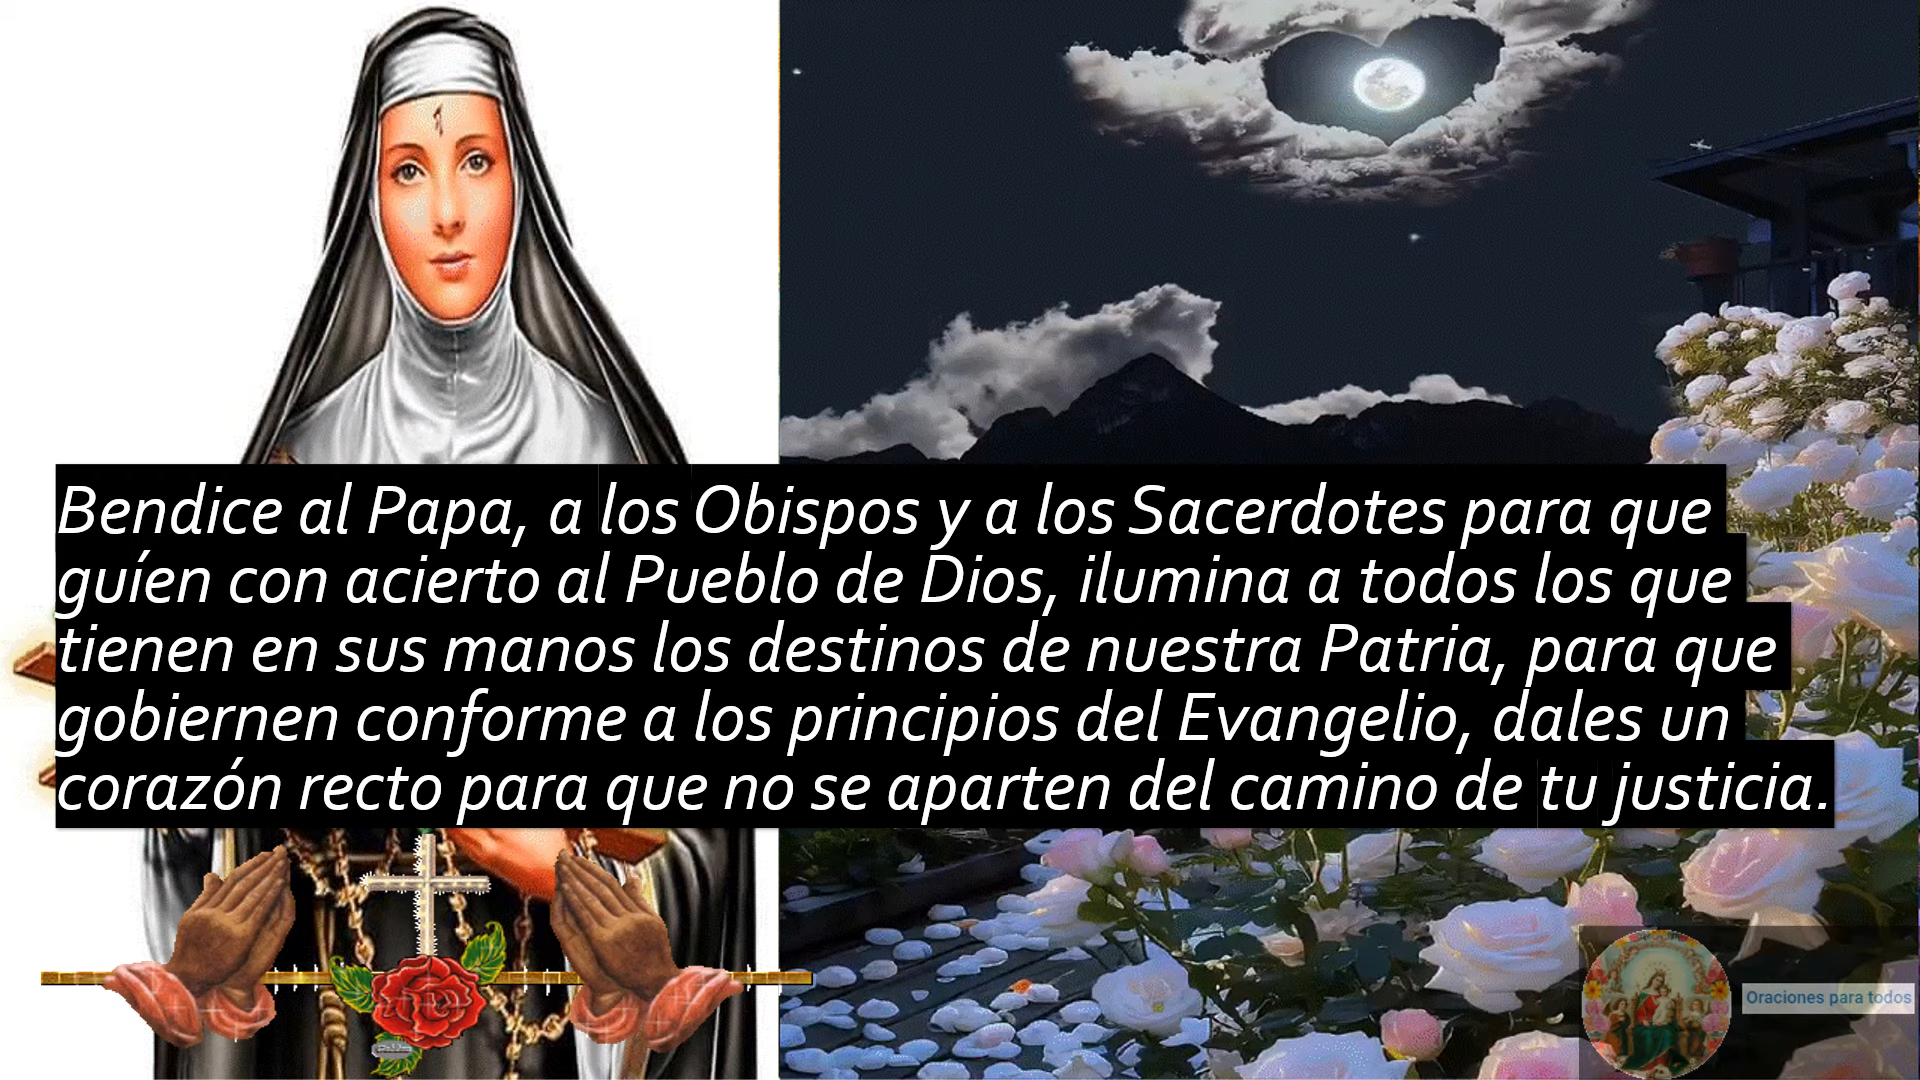 Bendice al Papa, a los Obispos y a los Sacerdotes para que
guíen con acierto al Pueblo de Dios, ilumina a todos los que
tienen en sus manos los destinos de nuestra Patria, para que
gobiernen conforme a los principios del Evangelio, dales un
corazón recto para que no se aparten del camino de tu justicia.
Oraciones para todos